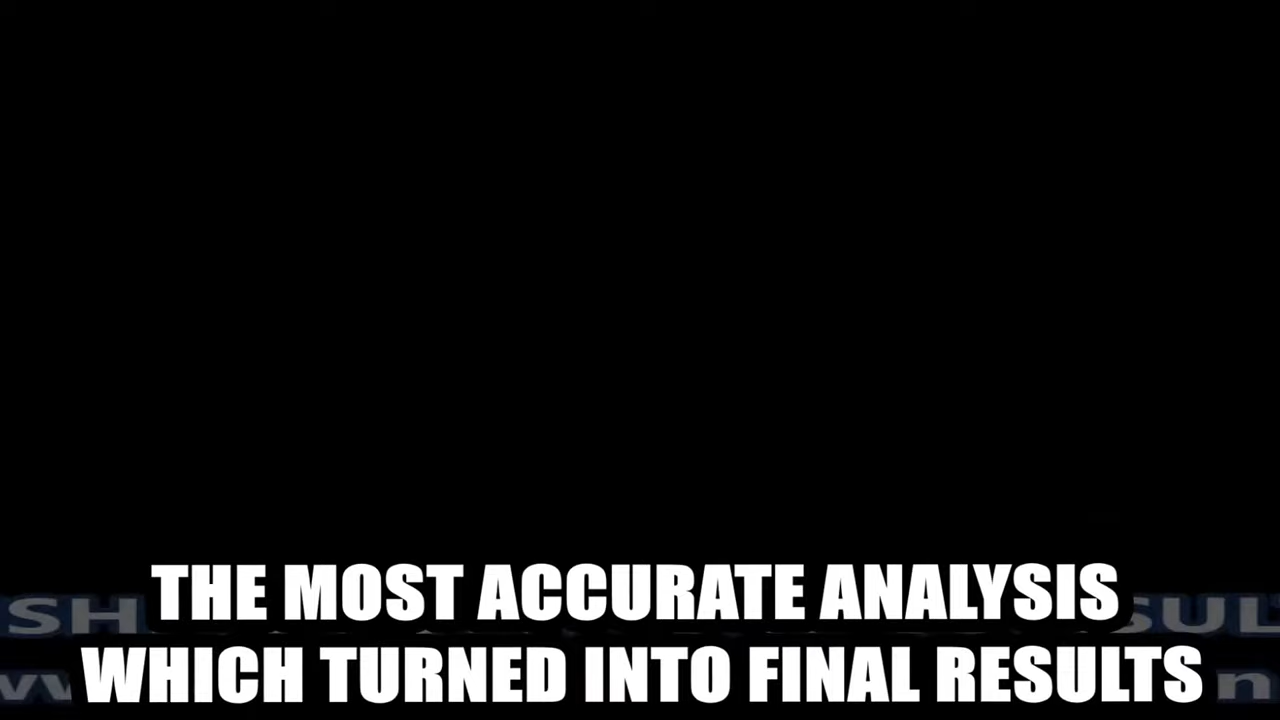 THE MOST ACCURATE ANALYSIS
WHICH TURNED INTO FINAL RESULTS